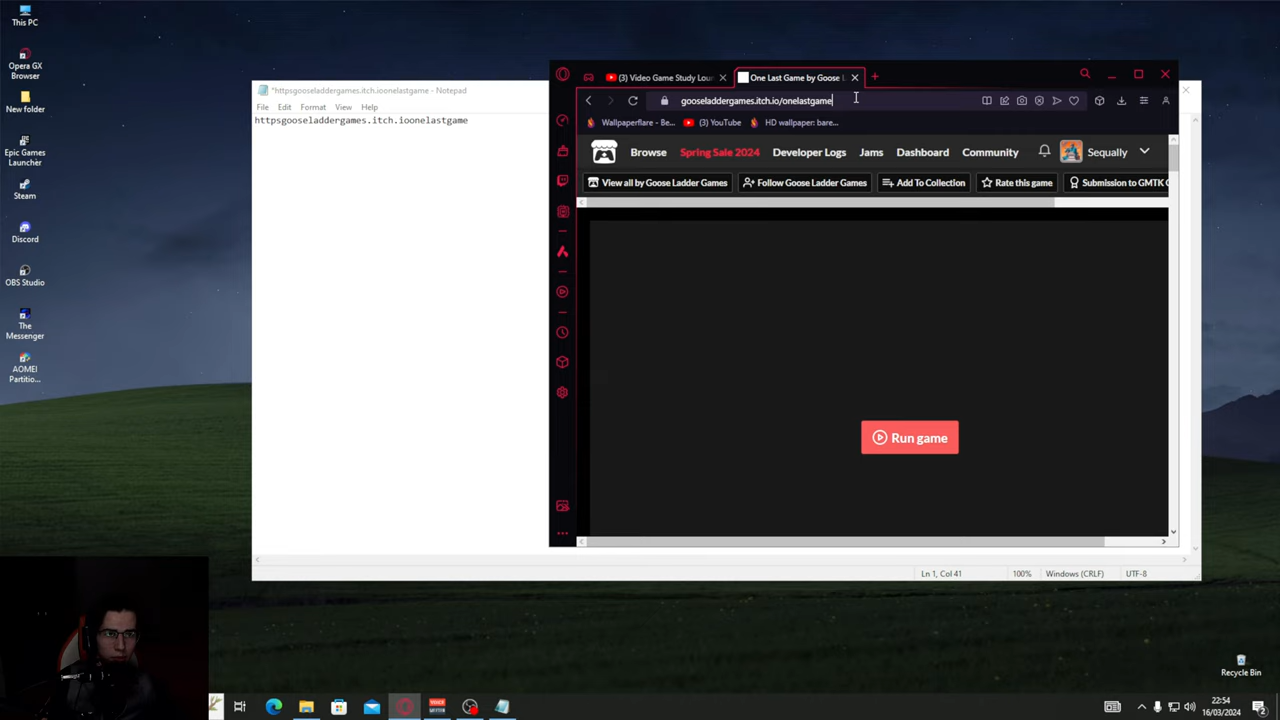 This PC
Opera GX
Browser
New folder
Epic Games
Launcher
Steam
Discord
OBS Studio
The
Messenger
AOMEI
Partitio...
*httpsgooseladdergames.itch.ioonelastgame - Notepad
File Edit Format View Help
httpsgooseladdergames.itch.ioonelastgame
Ln 1, Col 41 100% Windows (CRLF) UTF-8
(3) Video Game Study Loun
One Last Game by Goose L
gooseladdergames.itch.io/onelastgame
Wallpaperflare - Be... (3) YouTube HD wallpaper: bare...
Browse Spring Sale 2024 Developer Logs Jams Dashboard Community Sequally
View all by Goose Ladder Games Follow Goose Ladder Games Add To Collection Rate this game Submission to GMTK
Run game
Recycle Bin
22:54
16/03/2024
2